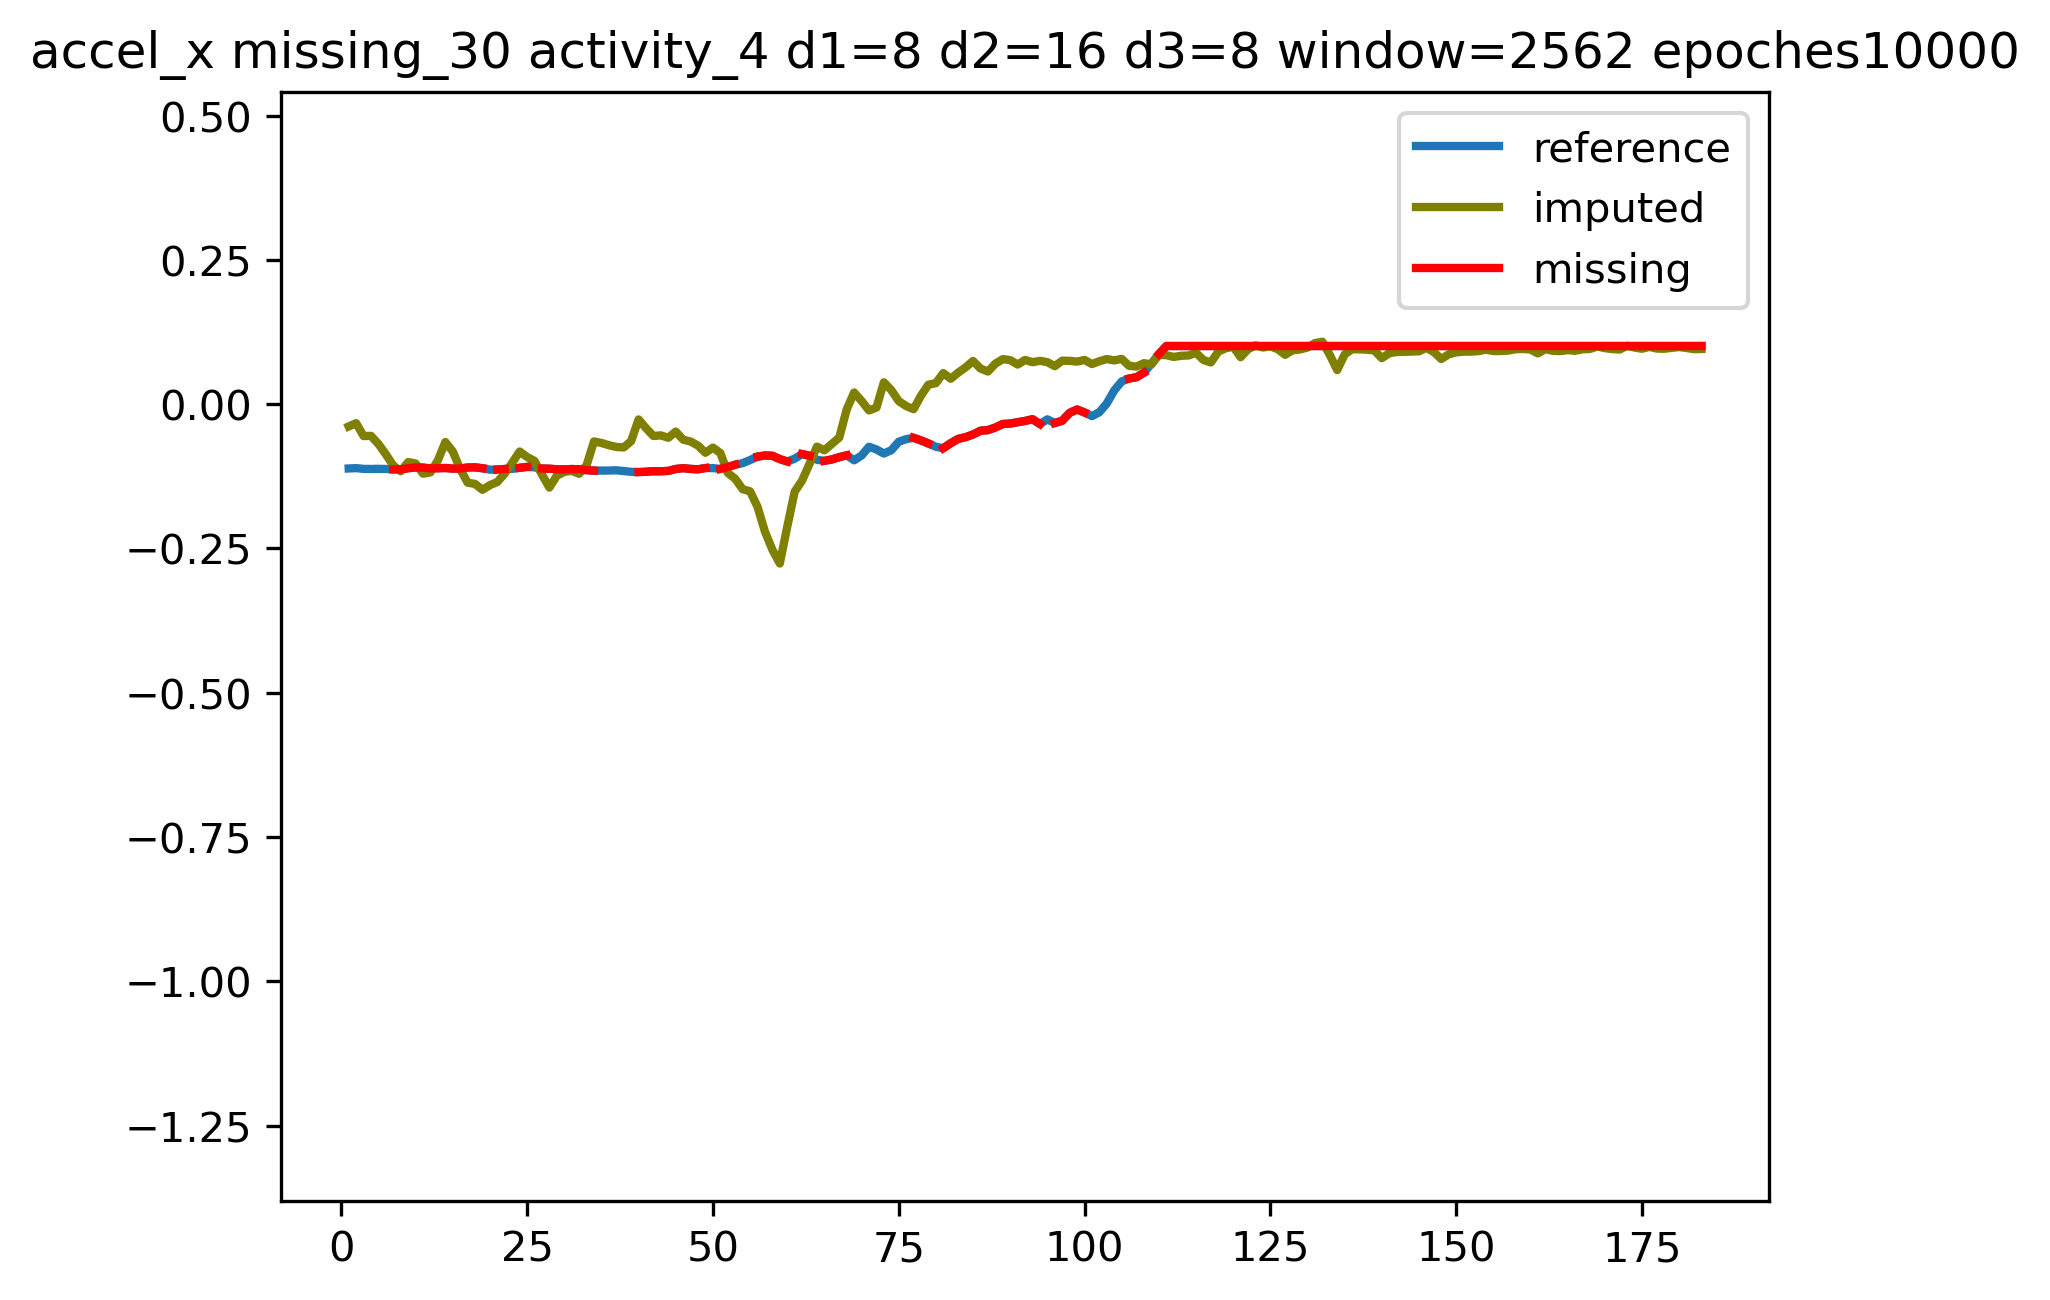 accel_x missing_30 activity_4 d1=8 d2=16 d3=8 window=2562 epoches10000
reference
imputed
missing
0.50
0.25
0.00
−0.25
−0.50
−0.75
−1.00
−1.25
0 25 50 75 100 125 150 175